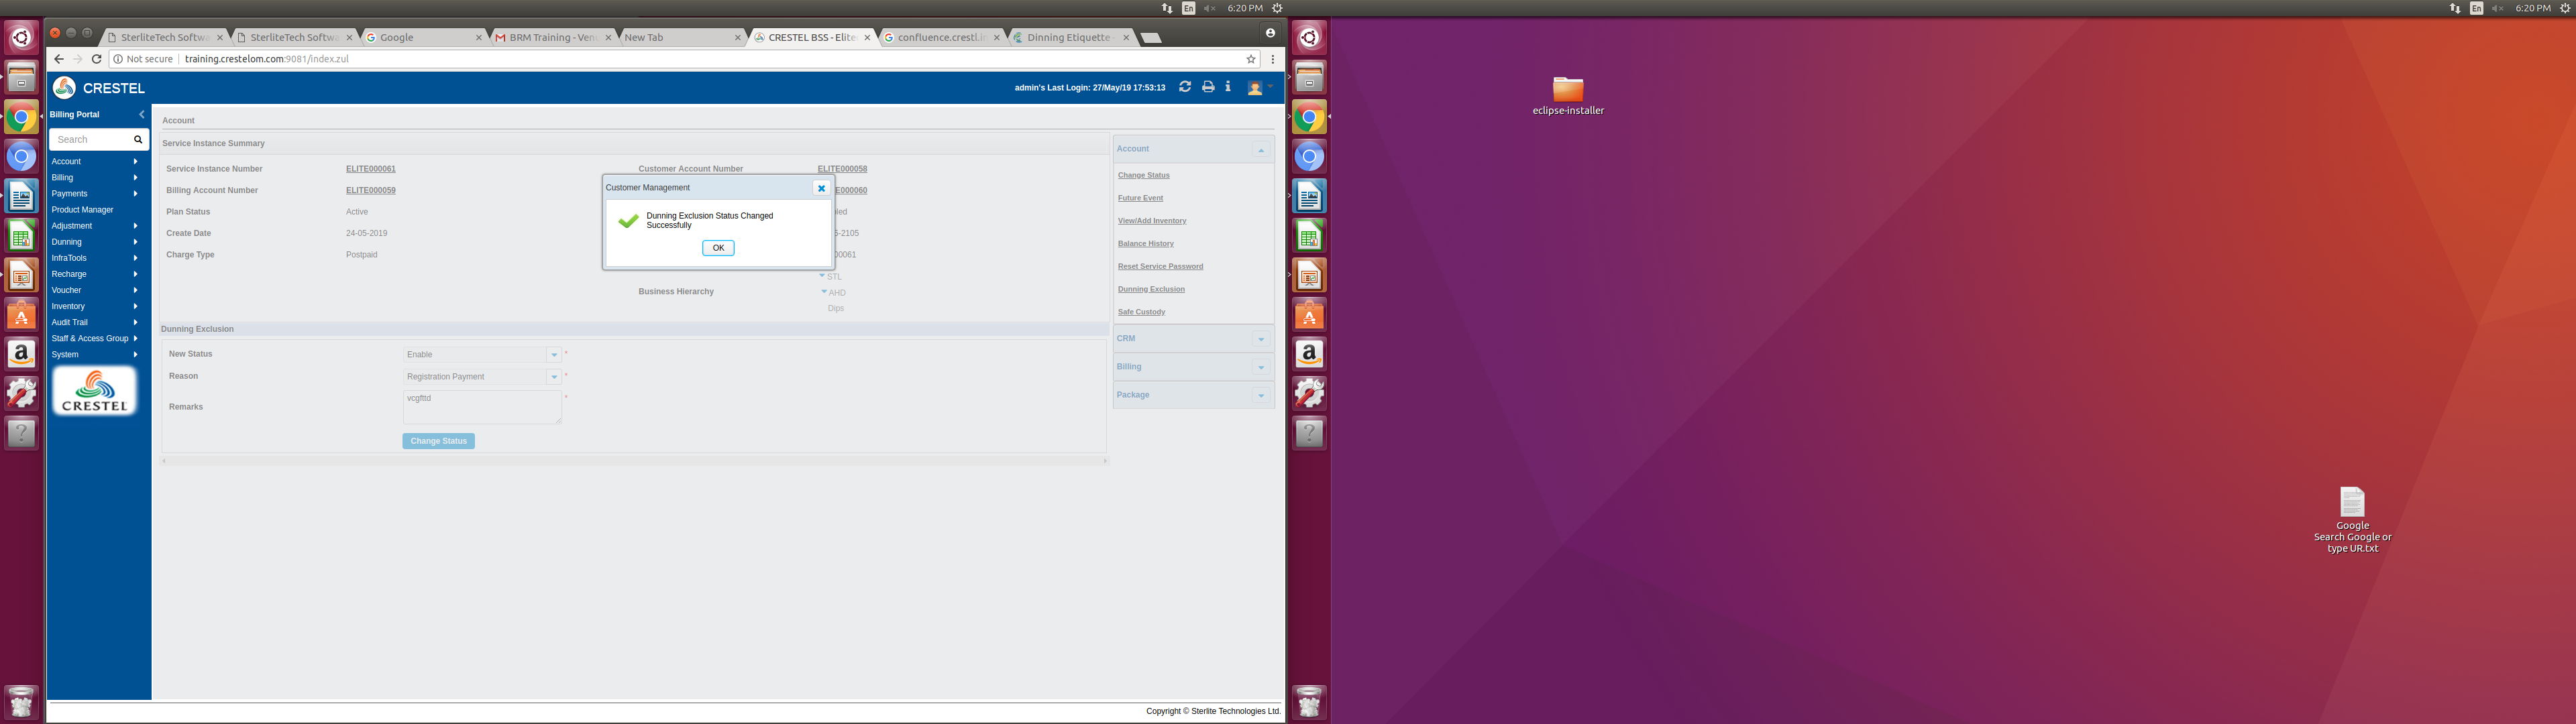 En
6:20 PM
En
6:20 PM
SterliteTech Softwa
SterliteTech Softwa
Google
BRM Training - Venu
New Tab
CRESTEL BSS - Elite
confluence.crestl.in
Dinning Etiquette -
Not secure
training.crestelom.com:9081/index.zul
CRESTEL
admin's Last Login: 27/May/19 17:53:13
Billing Portal
Search
Account
Billing
Payments
Product Manager
Adjustment
Dunning
InfraTools
Recharge
Voucher
Inventory
Audit Trail
Staff & Access Group
System
CRESTEL
Account
Service Instance Summary
Service Instance Number
ELITE000061
Customer Account Number
ELITE000058
Billing Account Number
ELITE000059
E000060
Plan Status
Active
Create Date
24-05-2019
-2105
Charge Type
Postpaid
00061
STL
Business Hierarchy
AHD
Dips
Customer Management
Dunning Exclusion Status Changed
Successfully
OK
Dunning Exclusion
New Status
Enable
*
Reason
Registration Payment
*
Remarks
vcgfttd
*
Change Status
Account
Change Status
Future Event
View/Add Inventory
Balance History
Reset Service Password
Dunning Exclusion
Safe Custody
CRM
Billing
Package
Copyright © Sterlite Technologies Ltd.
eclipse-installer
Google
Search Google or
type UR.txt